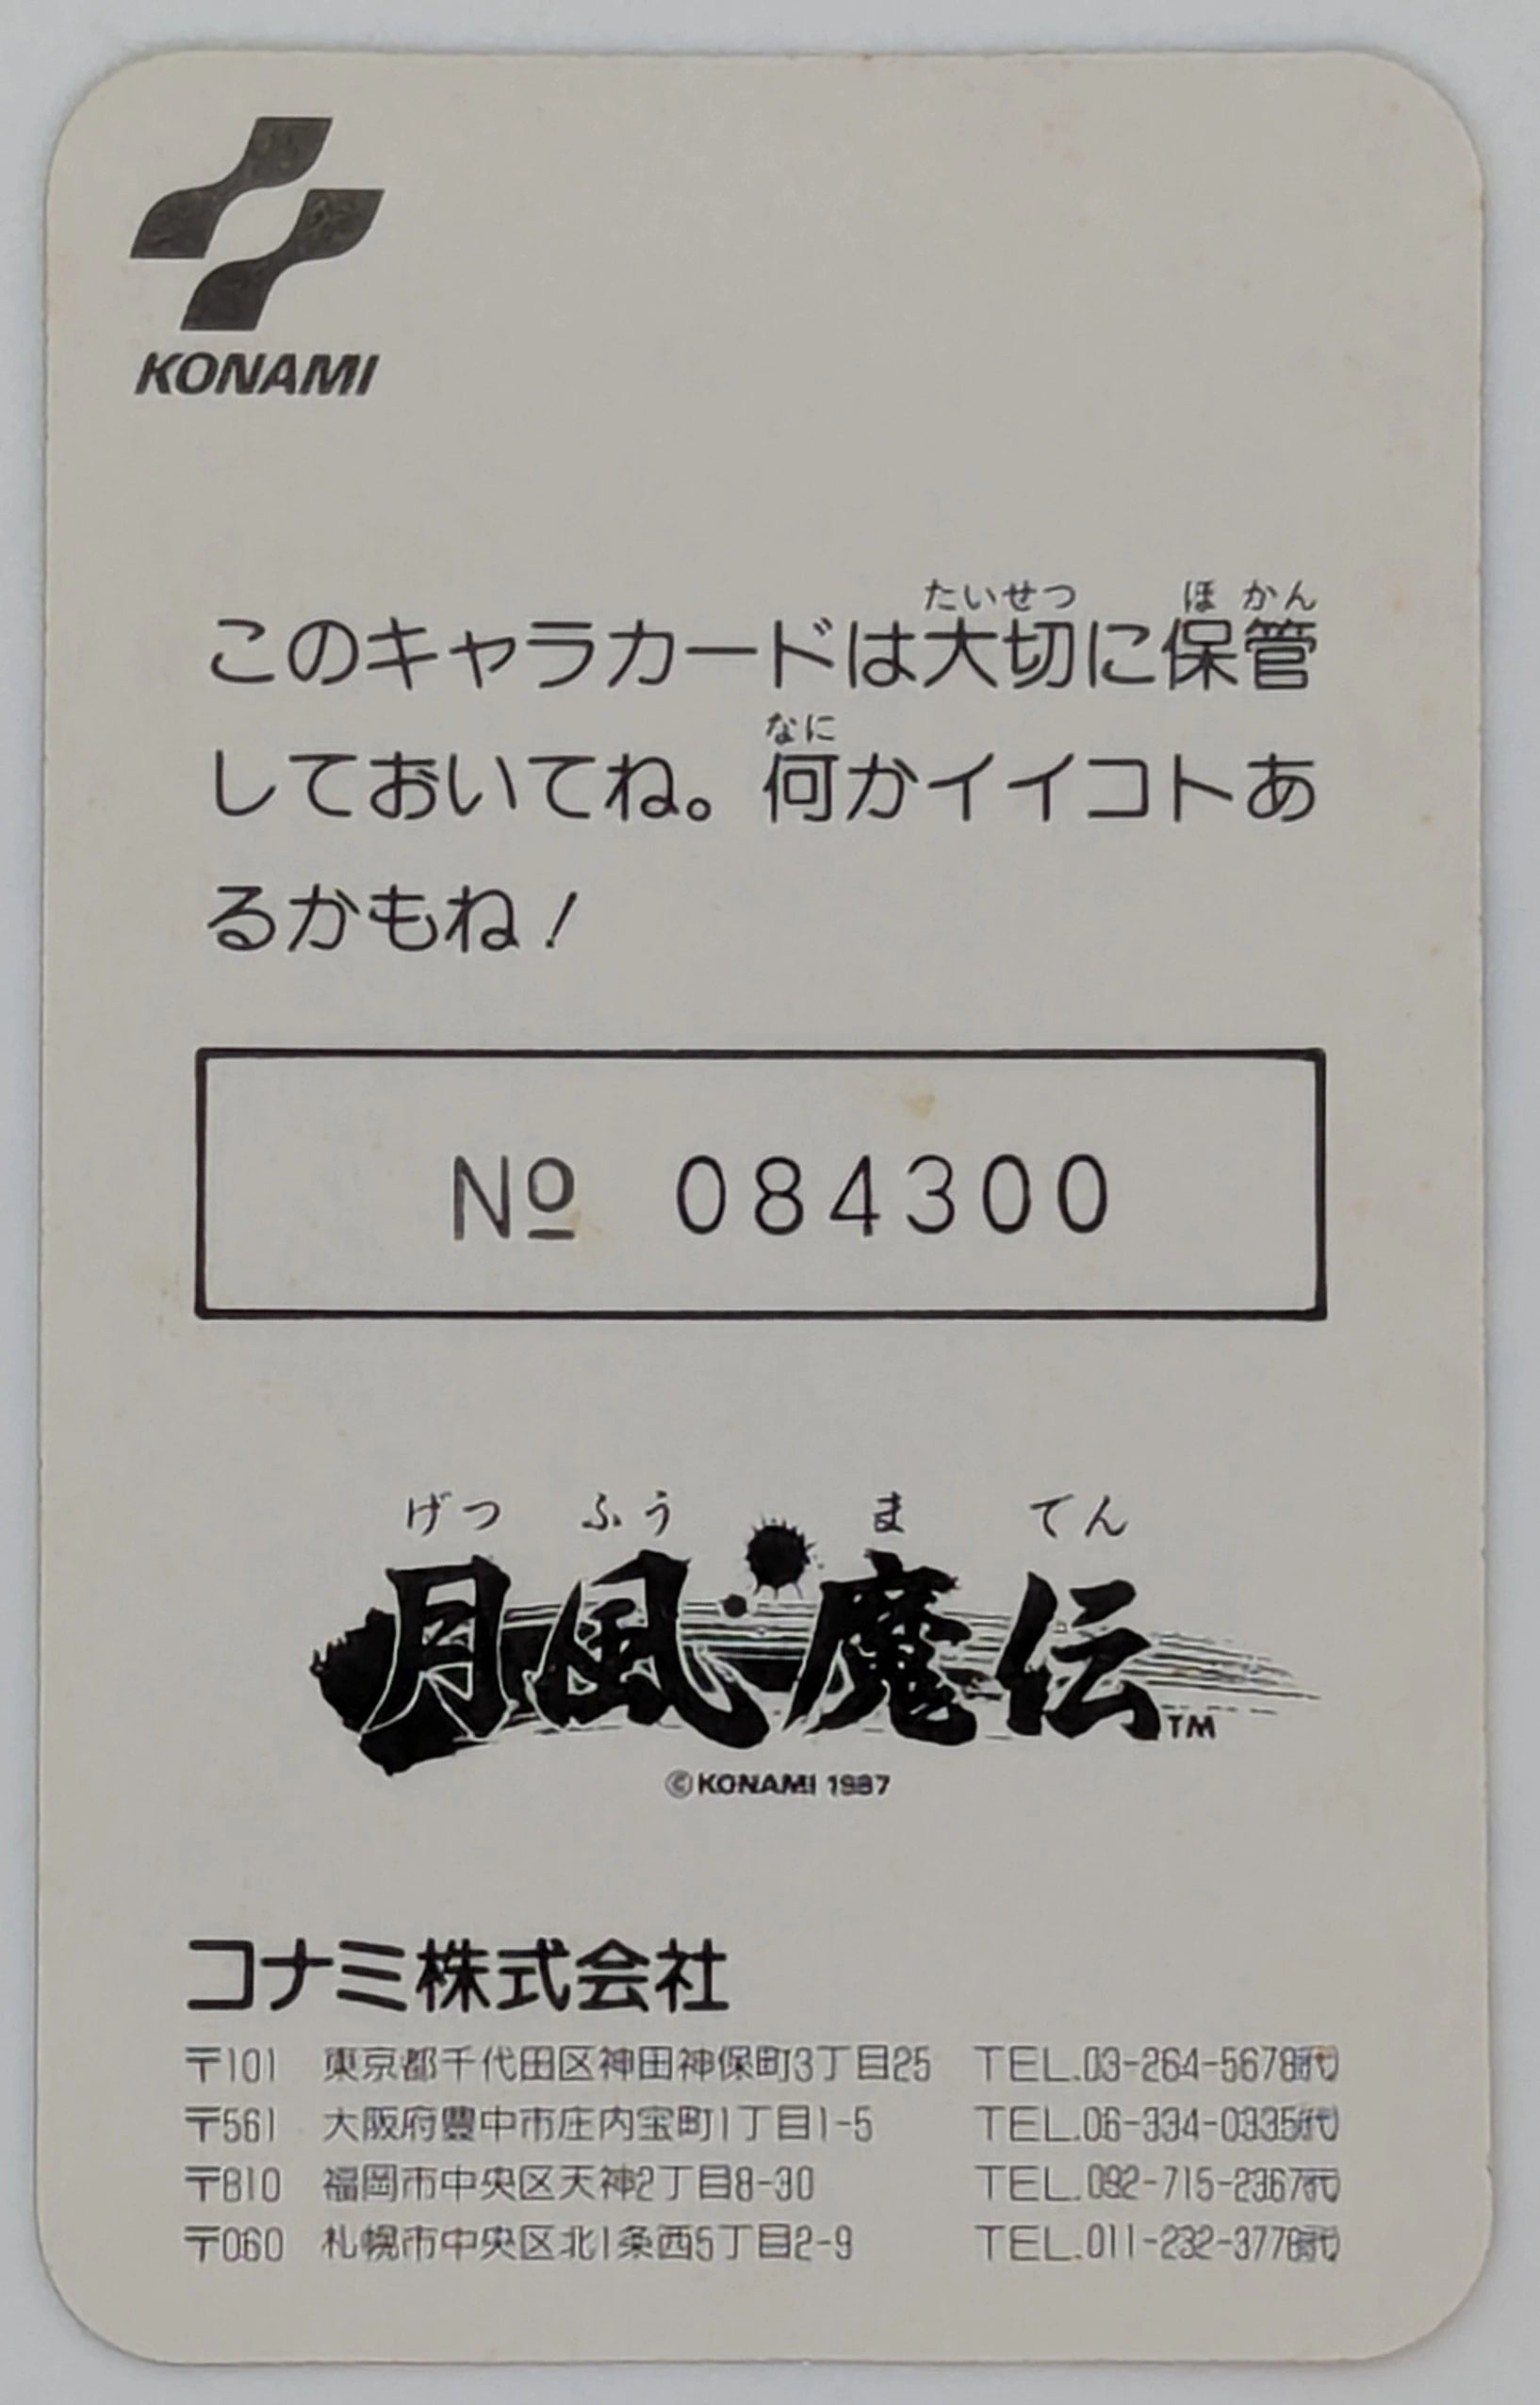 KONAMI
たいせつ ほ かん
このキャラカードは大切に保管
なに
しておいてね。何かイイコトあ
るかもね!
№ 084300
げつ ふう ま てん
月風魔伝 TM
©KONAMI 1987
コナミ株式会社
〒101 東京都千代田区神田神保町3丁目25 TEL.03-264-5678㈹
〒561 大阪府豊中市庄内宝町1丁目1-5 TEL.06-334-0335㈹
〒810 福岡市中央区天神2丁目8-30 TEL.092-715-2367㈹
〒060 札幌市中央区北1条西5丁目2-9 TEL.011-232-3778㈹